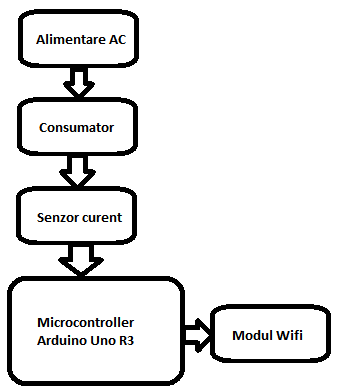 Alimentare AC
Consumator
Senzor curent
Microcontroller
Arduino Uno R3
Modul Wifi